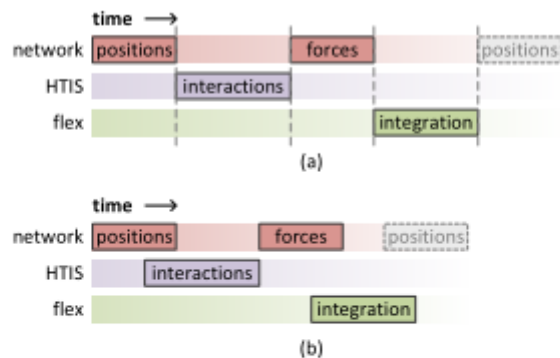 time →
network positions forces positions
HTIS interactions
flex integration
(a)
time →
network positions forces positions
HTIS interactions
flex integration
(b)